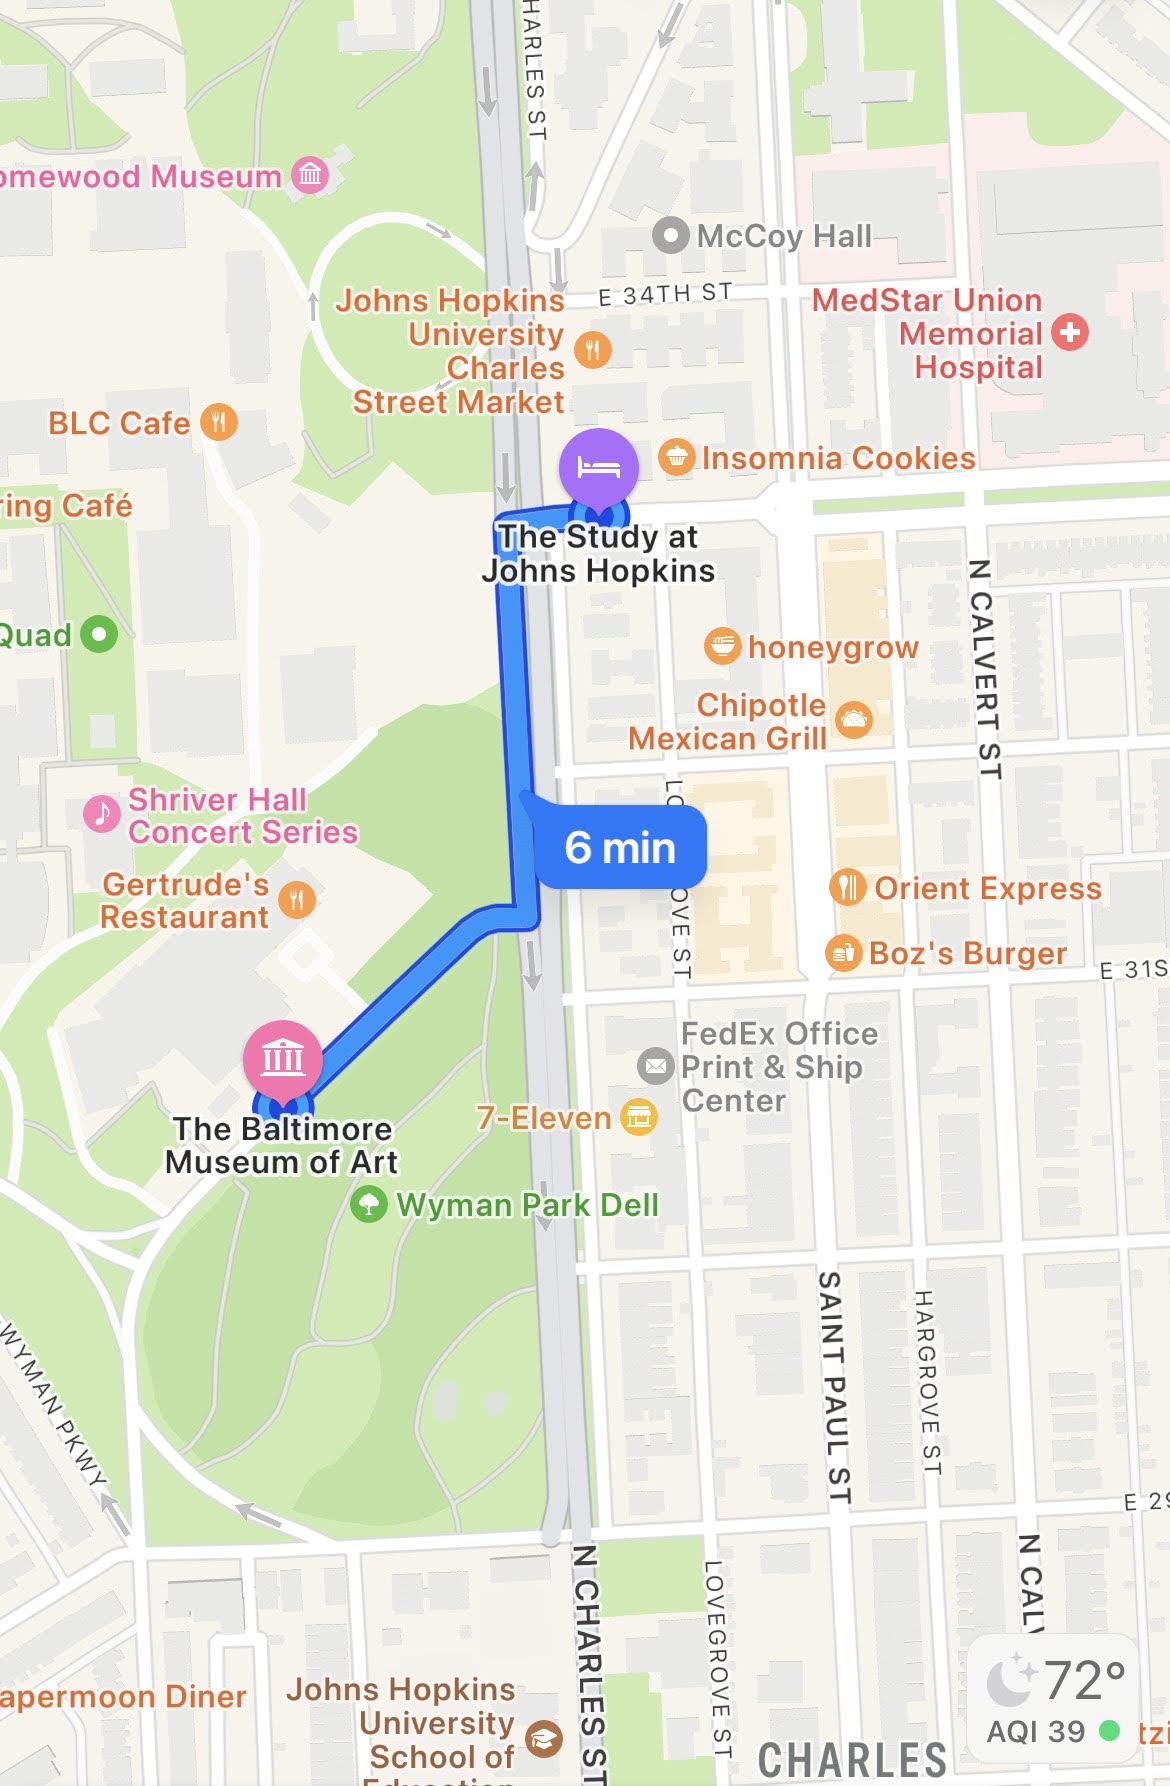 HARLES ST
omewood Museum
McCoy Hall
E 34TH ST
Johns Hopkins
University
Charles
Street Market
MedStar Union
Memorial
Hospital
BLC Cafe
Insomnia Cookies
ring Café
The Study at
Johns Hopkins
N CALVERT ST
Quad
honeygrow
Chipotle
Mexican Grill
LO
OVE ST
Shriver Hall
Concert Series
6 min
Gertrude's
Restaurant
Orient Express
Boz's Burger
E 31S
FedEx Office
Print & Ship
Center
7-Eleven
The Baltimore
Museum of Art
Wyman Park Dell
SAINT PAUL ST
HARGROVE ST
WYMAN PKWY
E 29
N CHARLES ST
LOVEGROVE ST
N CALV
72°
AQI 39
apermoon Diner
Johns Hopkins
University
School of
Education
tzi
CHARLES